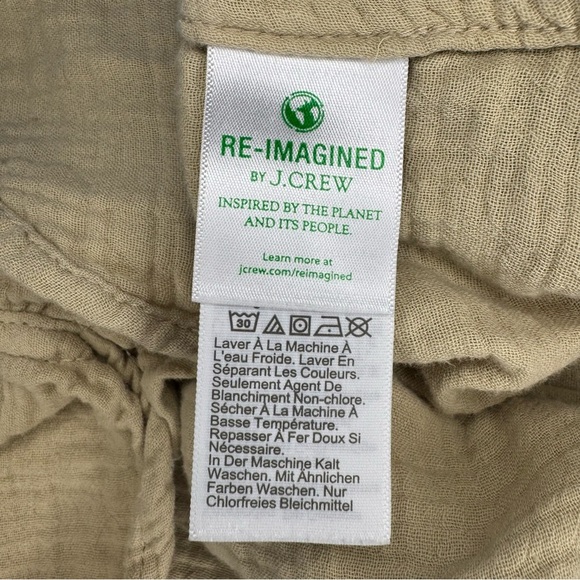 RE-IMAGINED
BY J.CREW
INSPIRED BY THE PLANET
AND ITS PEOPLE.
Learn more at
jcrew.com/reimagined
30
Laver À La Machine À
L'eau Froide. Laver En
Séparant Les Couleurs.
Seulement Agent De
Blanchiment Non-chlore.
Sécher À La Machine À
Basse Température.
Repasser À Fer Doux Si
Nécessaire.
In Der Maschine Kalt
Waschen. Mit Ähnlichen
Farben Waschen. Nur
Chlorfreies Bleichmittel